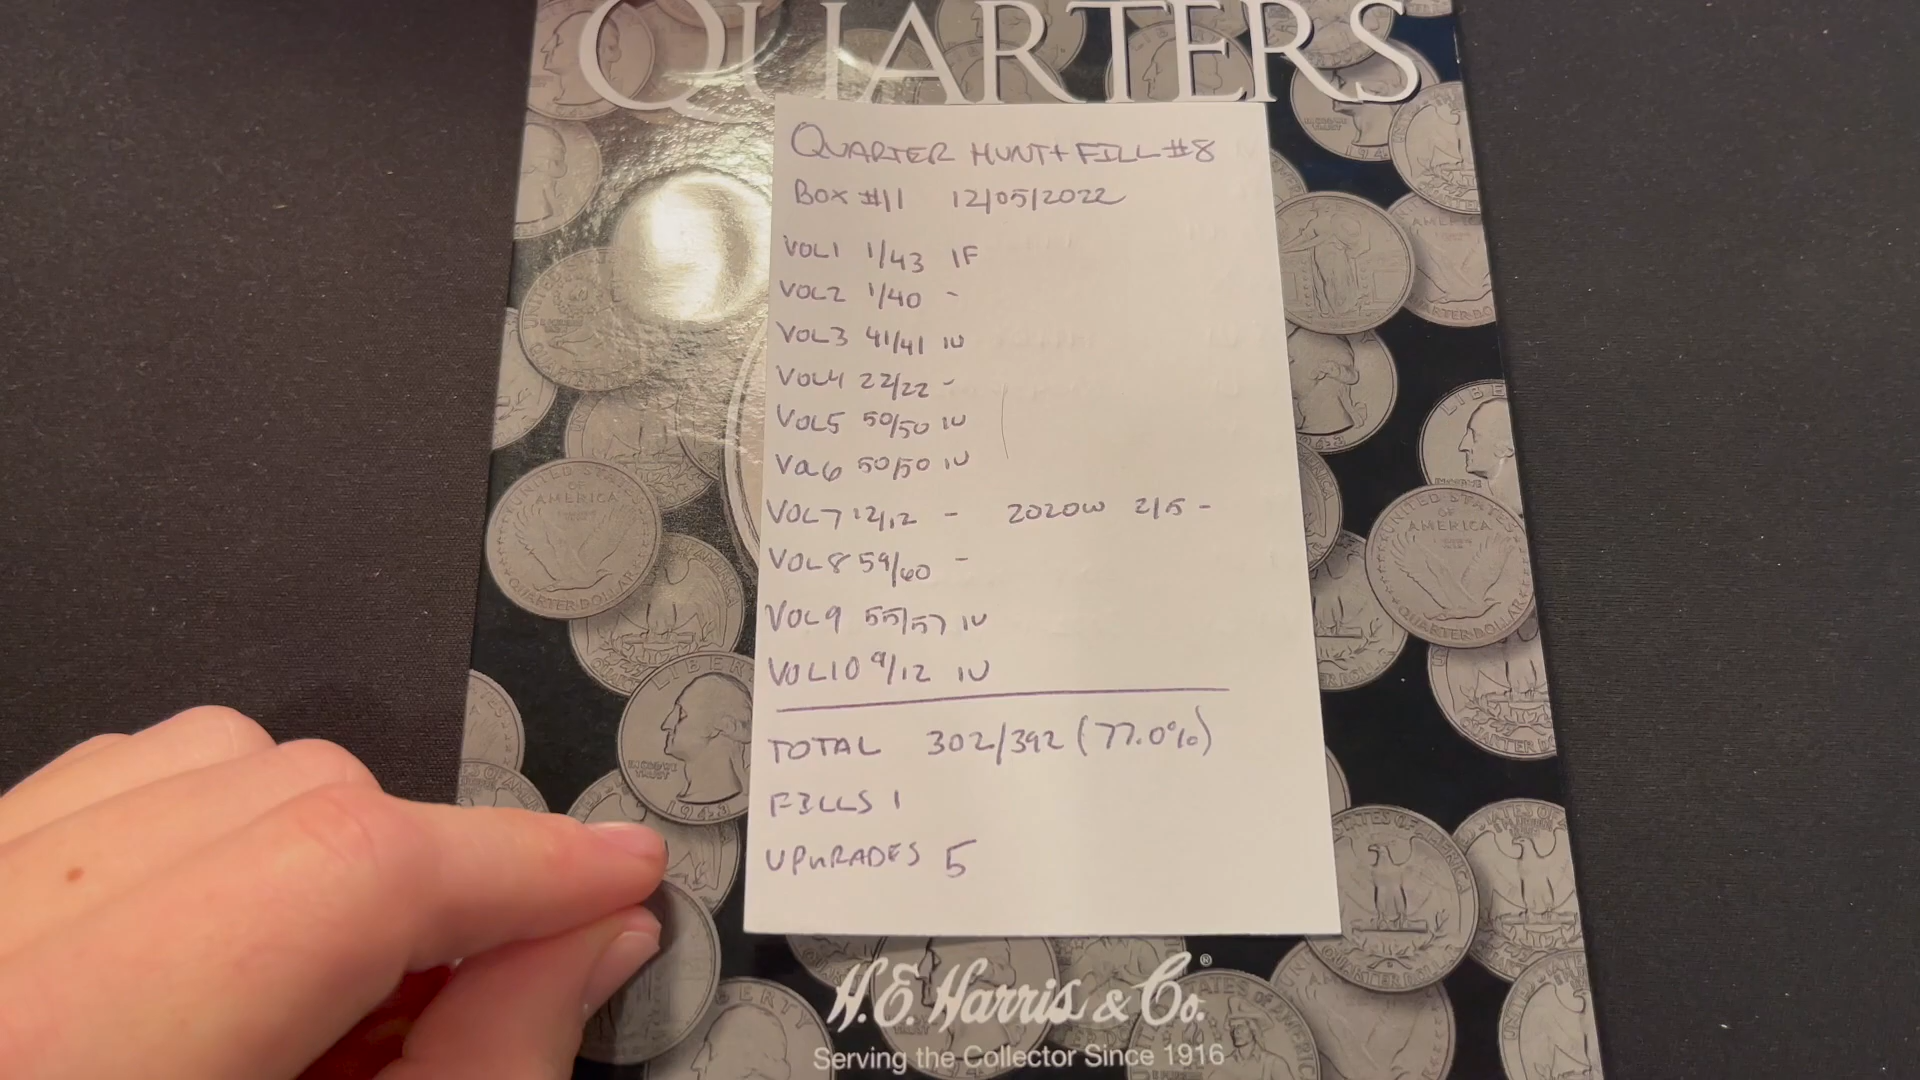 QUARTERS
QUARTER HUNT+FILL #8
BOX #11 12/05/2022
VOL1 1/43 1F
VOL2 1/40 -
VOL3 41/41 1U
VOL4 22/22 -
VOL5 50/50 1U
VOL6 50/50 1U
VOL7 12/12 - 2020W 2/5 -
VOL8 59/60 -
VOL9 55/57 1U
VOL10 9/12 1U
TOTAL 302/392 (77.0%)
FILLS 1
UPGRADES 5
H.E. Harris & Co.®
Serving the Collector Since 1916